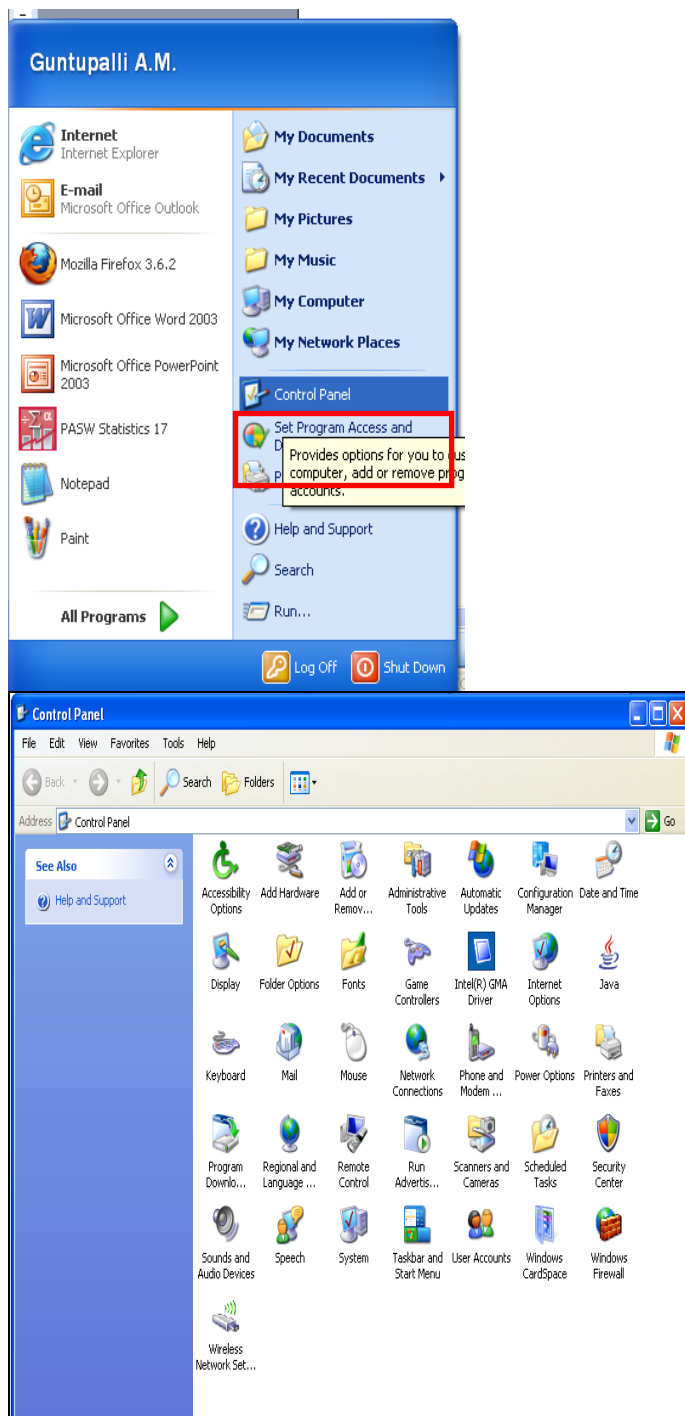 Guntupalli A.M.
Internet
Internet Explorer
E-mail
Microsoft Office Outlook
Mozilla Firefox 3.6.2
Microsoft Office Word 2003
Microsoft Office PowerPoint
2003
PASW Statistics 17
Notepad
Paint
All Programs
My Documents
My Recent Documents
My Pictures
My Music
My Computer
My Network Places
Control Panel
Set Program Access and
Provides options for you to cus
computer, add or remove prog
accounts.
Help and Support
Search
Run...
Log Off
Shut Down
Control Panel
File Edit View Favorites Tools Help
Back Search Folders
Address Control Panel Go
See Also
Help and Support
Accessibility
Options
Add Hardware
Add or
Remov...
Administrative
Tools
Automatic
Updates
Configuration
Manager
Date and Time
Display
Folder Options
Fonts
Game
Controllers
Intel(R) GMA
Driver
Internet
Options
Java
Keyboard
Mail
Mouse
Network
Connections
Phone and
Modem ...
Power Options
Printers and
Faxes
Program
Downlo...
Regional and
Language ...
Remote
Control
Run
Advertis...
Scanners and
Cameras
Scheduled
Tasks
Security
Center
Sounds and
Audio Devices
Speech
System
Taskbar and
Start Menu
User Accounts
Windows
CardSpace
Windows
Firewall
Wireless
Network Set...